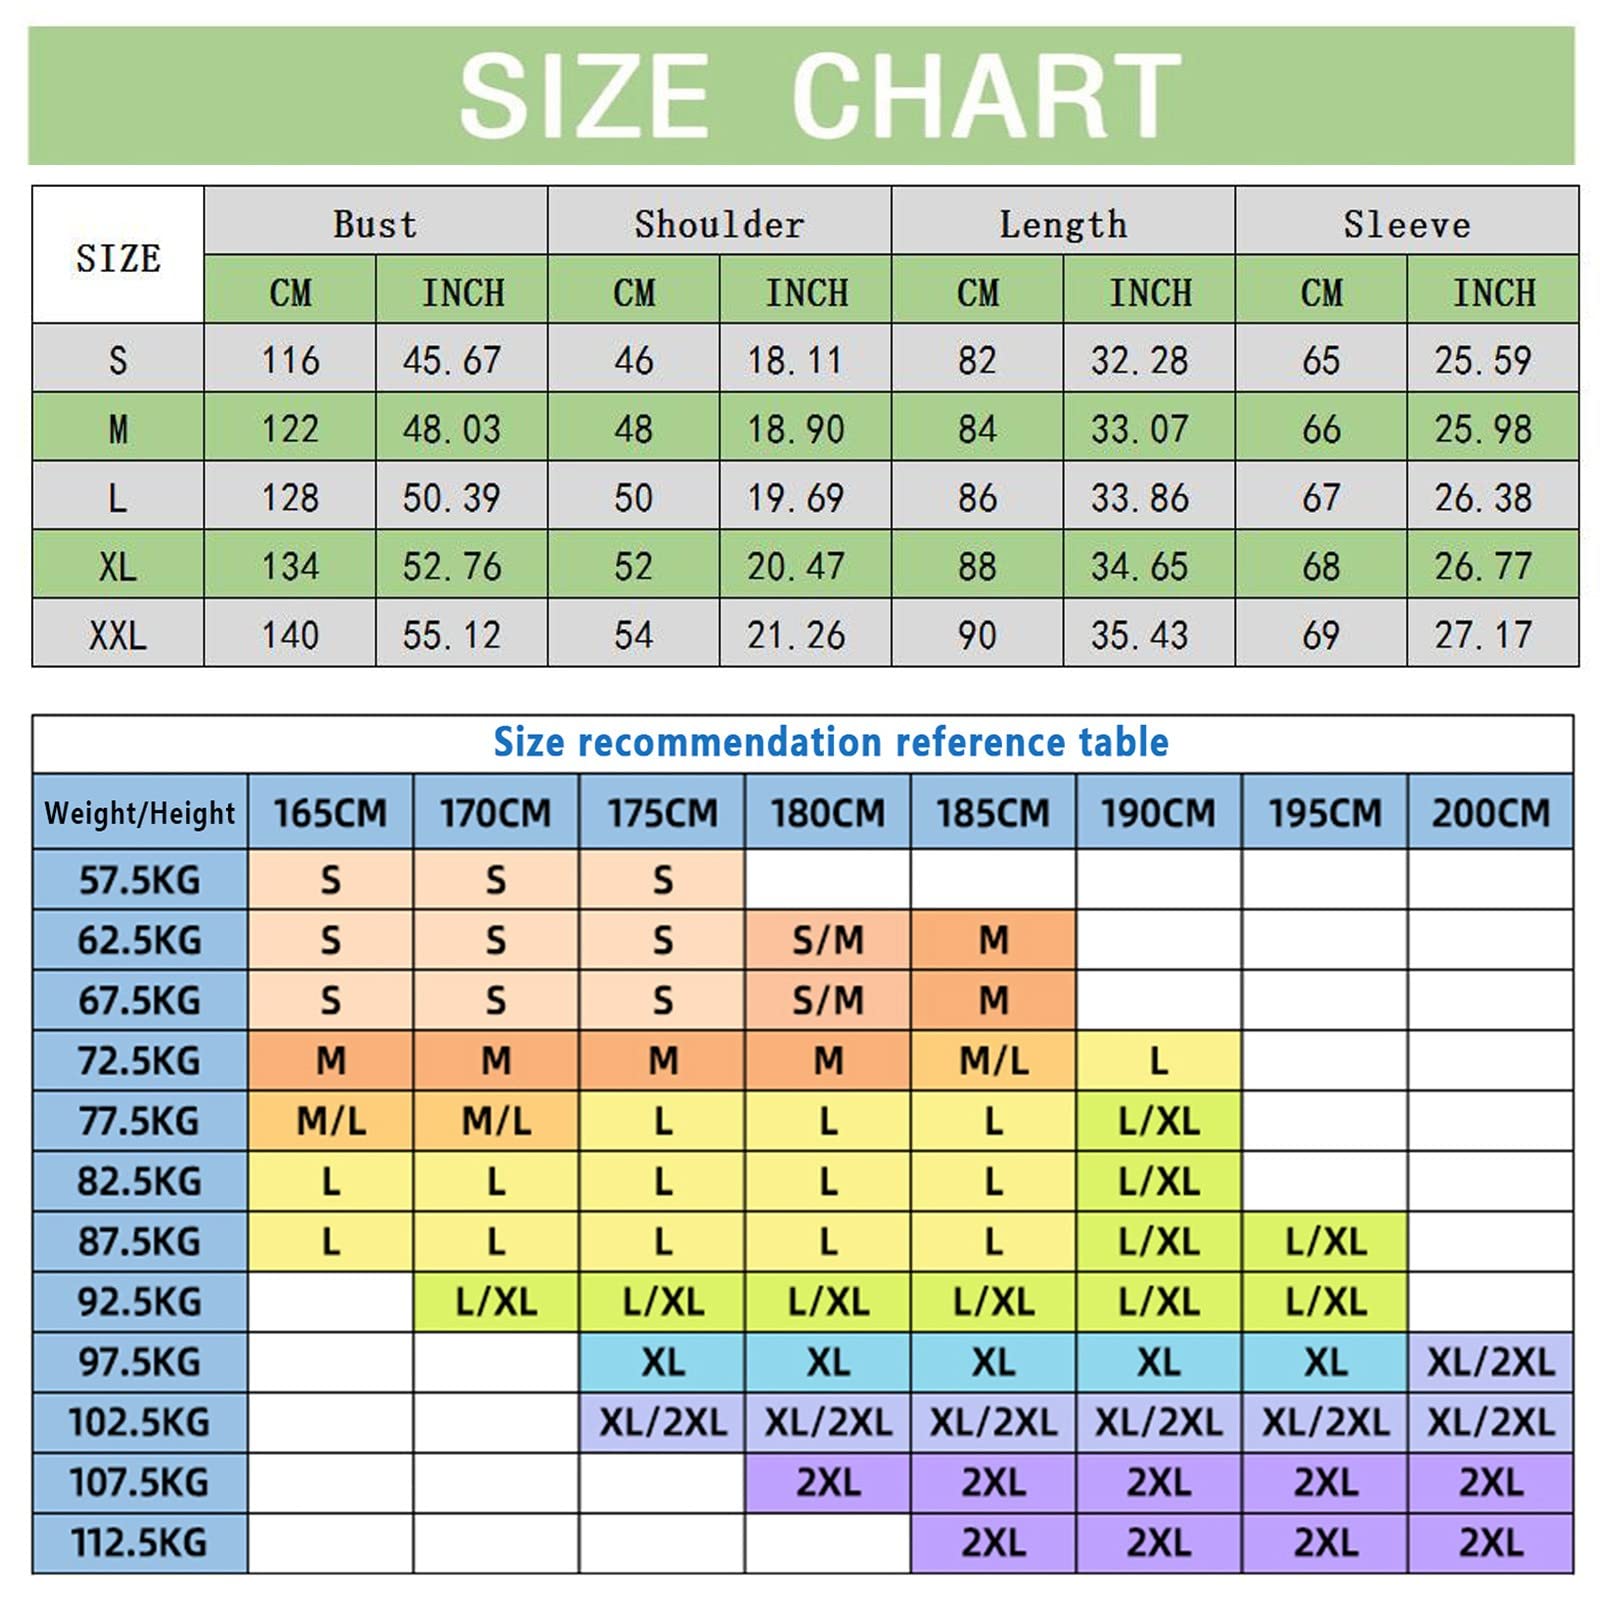 SIZE CHART
SIZE Bust Shoulder Length Sleeve
CM INCH CM INCH CM INCH CM INCH
S 116 45.67 46 18.11 82 32.28 65 25.59
M 122 48.03 48 18.90 84 33.07 66 25.98
L 128 50.39 50 19.69 86 33.86 67 26.38
XL 134 52.76 52 20.47 88 34.65 68 26.77
XXL 140 55.12 54 21.26 90 35.43 69 27.17
Size recommendation reference table
Weight/Height 165CM 170CM 175CM 180CM 185CM 190CM 195CM 200CM
57.5KG S S S
62.5KG S S S S/M M
67.5KG S S S S/M M
72.5KG M M M M M/L L
77.5KG M/L M/L L L L L/XL
82.5KG L L L L L L/XL
87.5KG L L L L L L/XL L/XL
92.5KG L/XL L/XL L/XL L/XL L/XL L/XL
97.5KG XL XL XL XL XL XL/2XL
102.5KG XL/2XL XL/2XL XL/2XL XL/2XL XL/2XL XL/2XL
107.5KG 2XL 2XL 2XL 2XL 2XL
112.5KG 2XL 2XL 2XL 2XL